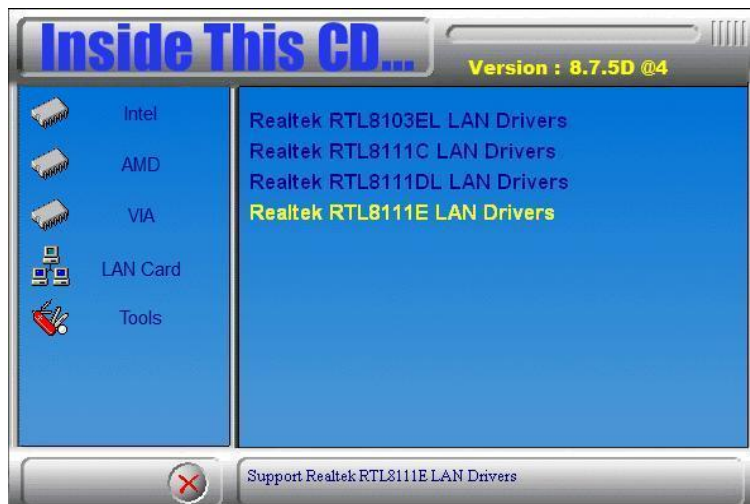 Inside This CD...
Version : 8.7.5D @4
Intel
AMD
VIA
LAN Card
Tools
Realtek RTL8103EL LAN Drivers
Realtek RTL8111C LAN Drivers
Realtek RTL8111DL LAN Drivers
Realtek RTL8111E LAN Drivers
Support Realtek RTL8111E LAN Drivers